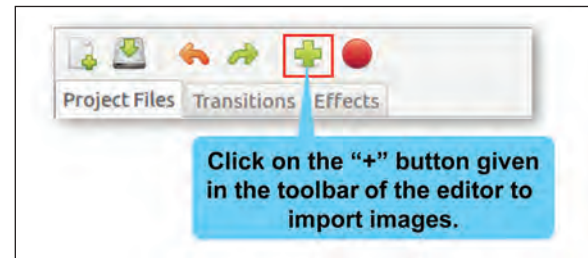 Project Files Transitions Effects
Click on the “+” button given
in the toolbar of the editor to
import images.